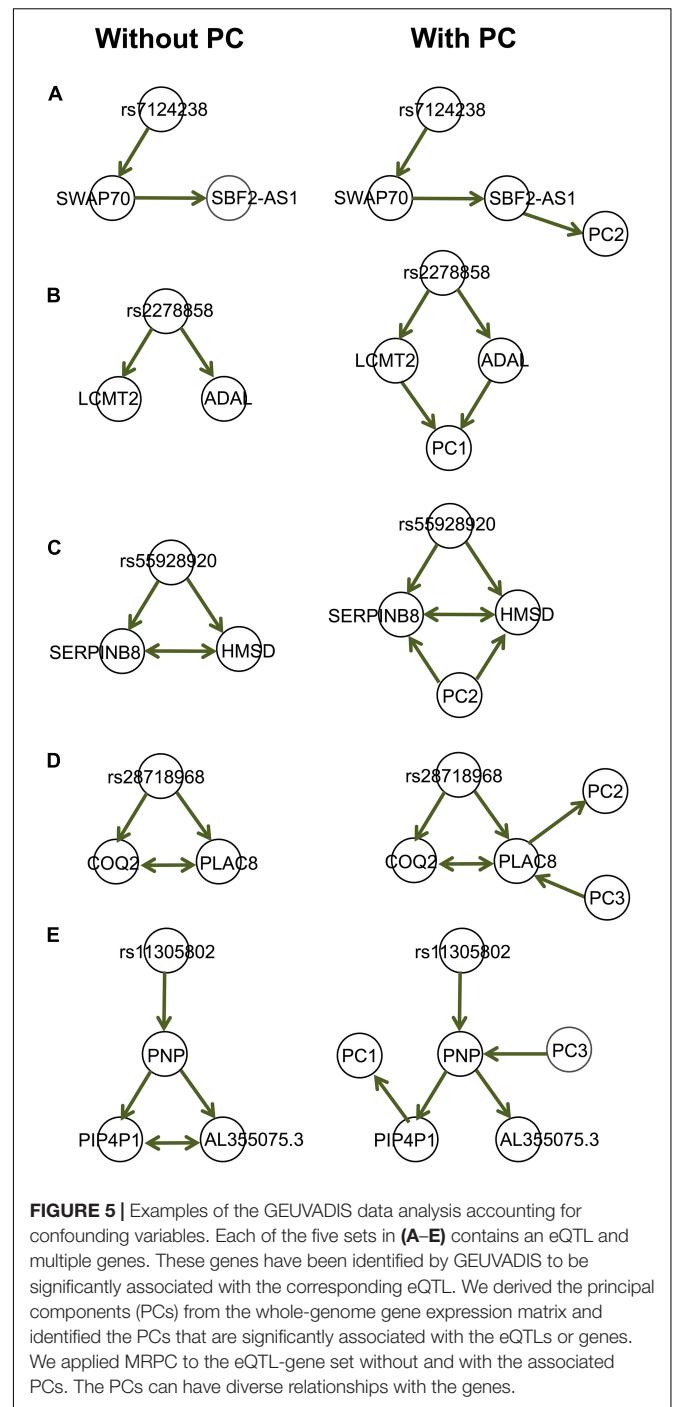 Without PC
With PC
A
rs7124238
SWAP70
SBF2-AS1
rs7124238
SWAP70
SBF2-AS1
PC2
B
rs2278858
LCMT2
ADAL
rs2278858
LCMT2
ADAL
PC1
C
rs55928920
SERPINB8
HMSD
rs55928920
SERPINB8
HMSD
PC2
D
rs28718968
COQ2
PLAC8
rs28718968
COQ2
PLAC8
PC2
PC3
E
rs11305802
PNP
PIP4P1
AL355075.3
rs11305802
PC1
PNP
PC3
PIP4P1
AL355075.3
FIGURE 5 | Examples of the GEUVADIS data analysis accounting for
confounding variables. Each of the five sets in (A–E) contains an eQTL and
multiple genes. These genes have been identified by GEUVADIS to be
significantly associated with the corresponding eQTL. We derived the principal
components (PCs) from the whole-genome gene expression matrix and
identified the PCs that are significantly associated with the eQTLs or genes.
We applied MRPC to the eQTL-gene set without and with the associated
PCs. The PCs can have diverse relationships with the genes.